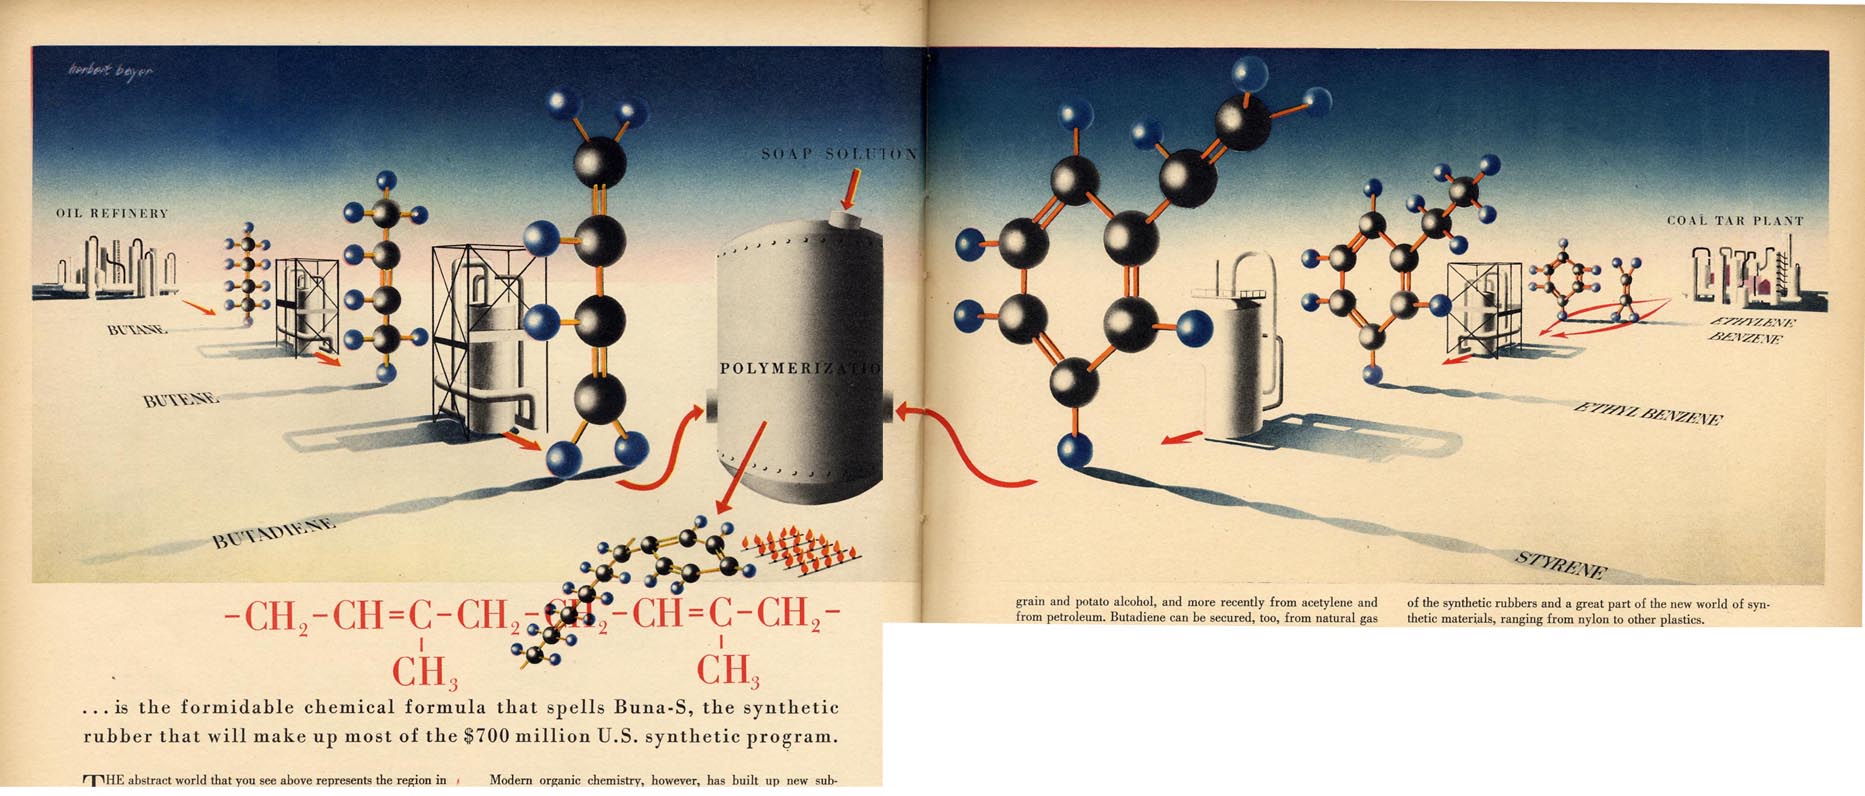 herbert bayer
SOAP SOLUTION
OIL REFINERY
COAL TAR PLANT
BUTANE
ETHYLENE
BENZENE
POLYMERIZATIO
BUTENE
ETHYL BENZENE
BUTADIENE
STYRENE
–CH₂–CH=C–CH₂–CH₂–CH=C–CH₂–
CH₃ CH₃
...is the formidable chemical formula that spells Buna-S, the synthetic
rubber that will make up most of the $700 million U.S. synthetic program.
THE abstract world that you see above represents the region in
Modern organic chemistry, however, has built up new sub-
grain and potato alcohol, and more recently from acetylene and
from petroleum. Butadiene can be secured, too, from natural gas
of the synthetic rubbers and a great part of the new world of syn-
thetic materials, ranging from nylon to other plastics.